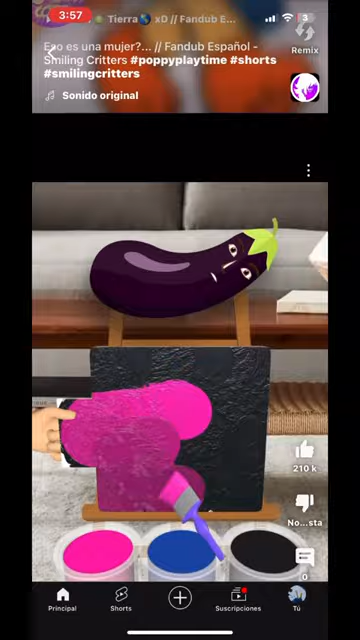 3:57
Tierra🌎 xD // Fandub E...
Eso es una mujer?... // Fandub Español -
Smiling Critters #poppyplaytime #shorts
#smilingcritters
Sonido original
Remix
210 k
No...sta
0
Principal
Shorts
Suscripciones
Tú